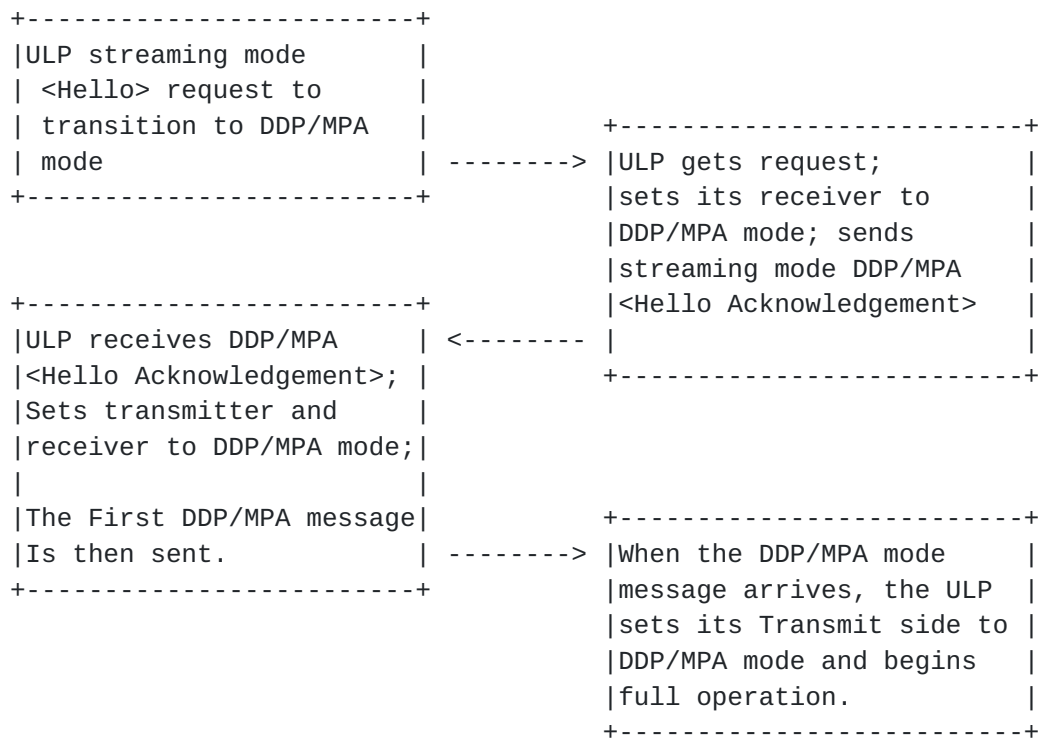 +-------------------------+
|ULP streaming mode       |
| <Hello> request to      |
| transition to DDP/MPA   |           +--------------------------+
| mode                    | --------> |ULP gets request;         |
+-------------------------+           |sets its receiver to      |
                                      |DDP/MPA mode; sends       |
                                      |streaming mode DDP/MPA    |
+-------------------------+           |<Hello Acknowledgement>   |
|ULP receives DDP/MPA     | <-------- |                          |
|<Hello Acknowledgement>; |           +--------------------------+
|Sets transmitter and     |
|receiver to DDP/MPA mode;|
|                         |
|The First DDP/MPA message|           +--------------------------+
|Is then sent.            | --------> |When the DDP/MPA mode     |
+-------------------------+           |message arrives, the ULP  |
                                      |sets its Transmit side to |
                                      |DDP/MPA mode and begins   |
                                      |full operation.           |
                                      +--------------------------+